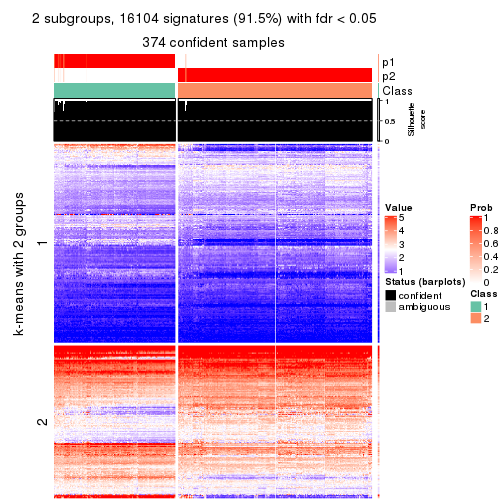 2 subgroups, 16104 signatures (91.5%) with fdr < 0.05
374 confident samples
p1
p2
Class
1
0.5
0
Silhouette
score
k-means with 2 groups
1
2
Value
5
4
3
2
1
Status (barplots)
confident
ambiguous
Prob
1
0.8
0.6
0.4
0.2
0
Class
1
2